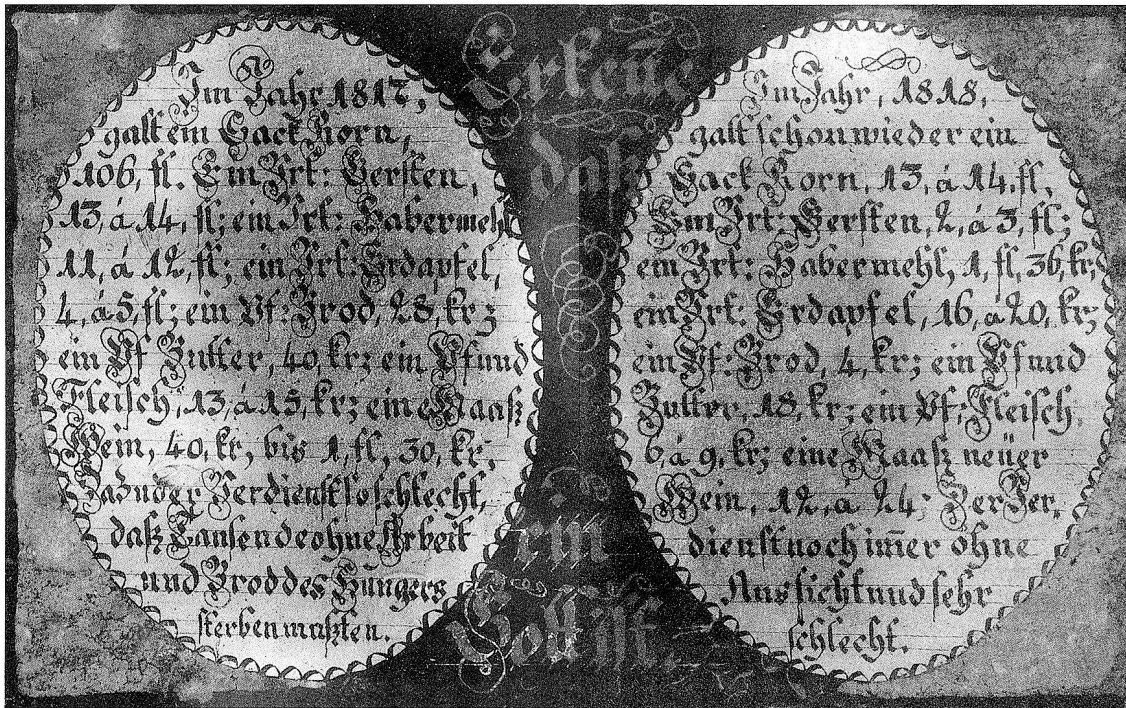 Im Jahr 1817,
galt ein Sack Korn,
106, fl. Ein Vrt: Gersten,
13, á 14, fl; ein Vrt: Habermehl
11, á 12, fl; ein Vrt: Erdapfel,
4, á 5, fl; ein Pf: Brod, 28, kr;
ein Pf Butter, 40, kr; ein Pfund
Fleisch, 13, á 15, kr; eine Maaß
Wein, 40, kr, bis 1, fl, 30, kr,
der Verdienst so schlecht,
daß Tausende ohne Arbeit
und Brod des Hungers
sterben mußten.
Erkeñe
daß
ein
Gott ist.
Im Jahr, 1818,
galt schon wieder ein
Sack Korn, 13, á 14, fl,
Ein Vrt: Gersten, 2, á 3, fl;
ein Vrt: Habermehl, 1, fl, 36, kr,
ein Vrt: Erdapfel, 16, á 20, kr;
ein Pf: Brod, 4, kr; ein Pfund
Butter, 18, kr; ein Pf: Fleisch,
6, á 9, kr; eine Maaß neüer
Wein, 12, á 24; Der Ver,
dienst noch im̃er ohne
Aussicht und sehr
schlecht.